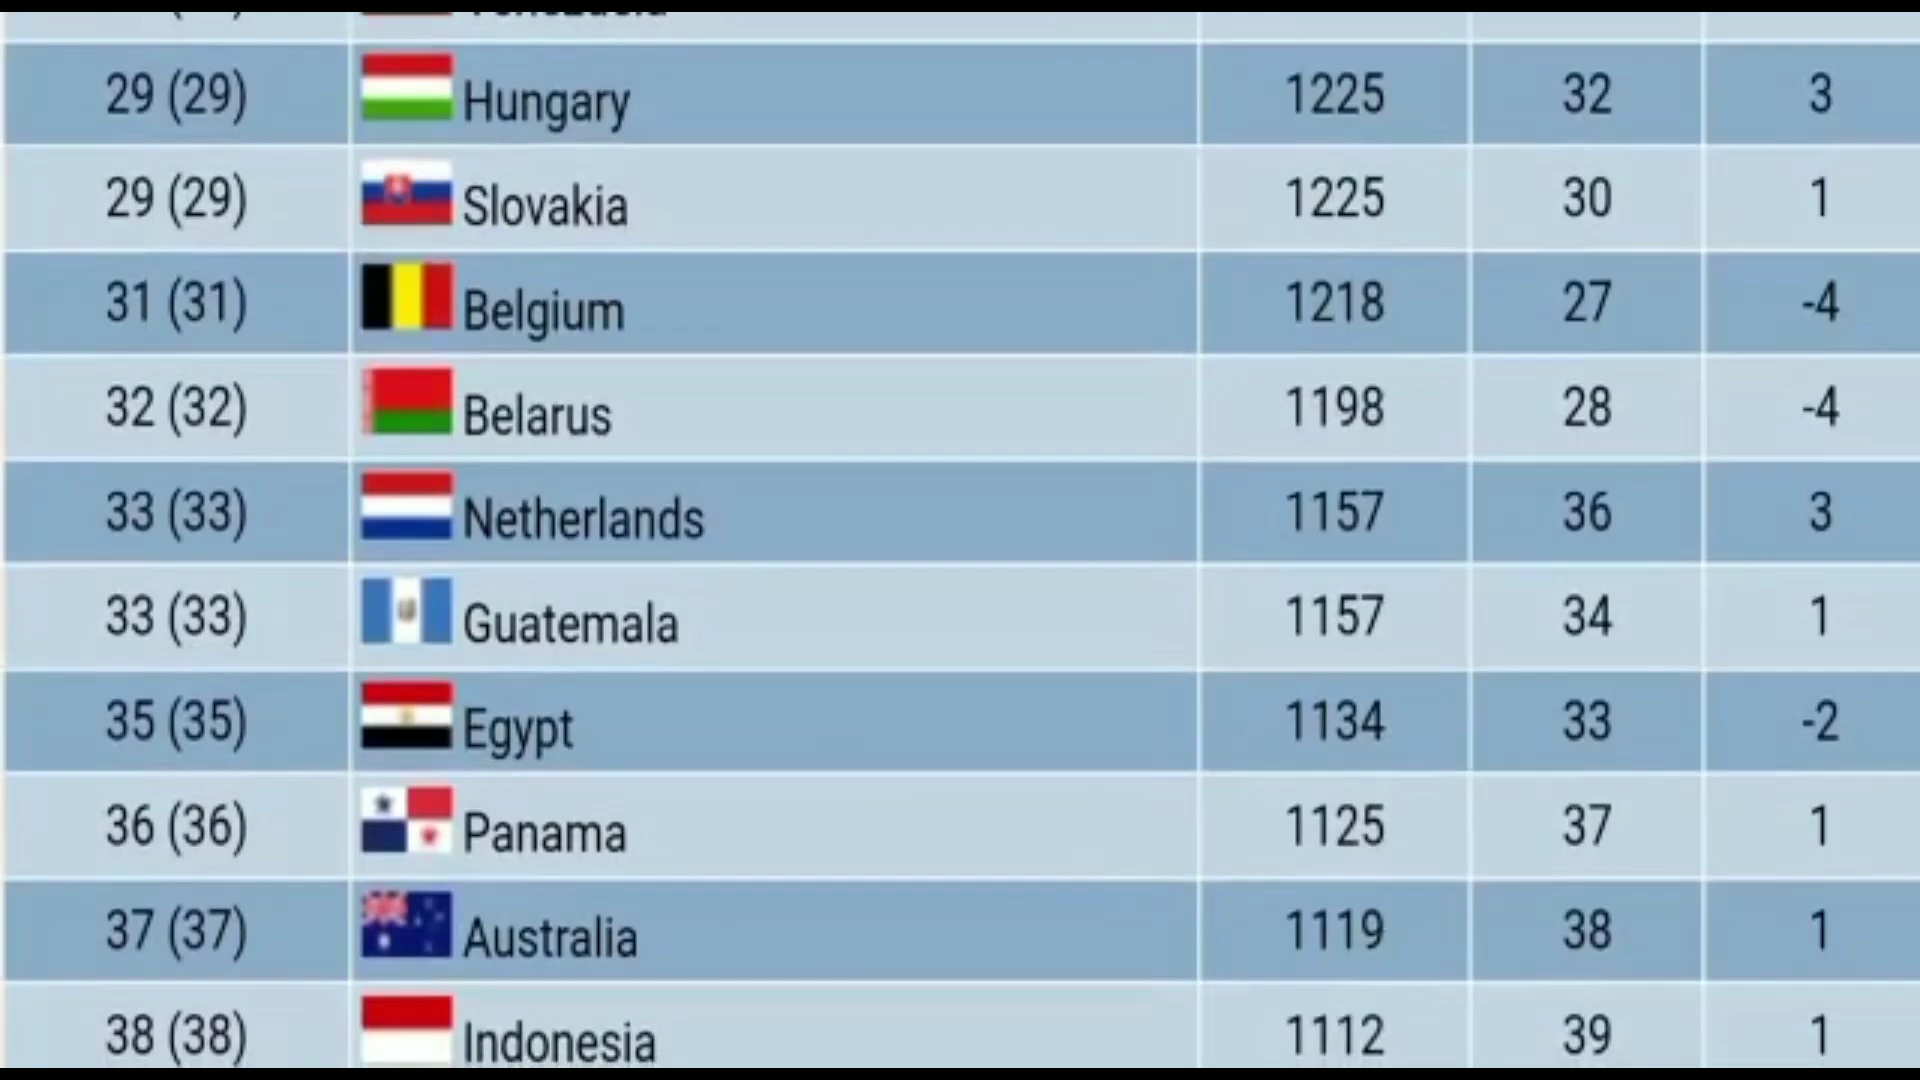 29 (29) Hungary 1225 32 3
29 (29) Slovakia 1225 30 1
31 (31) Belgium 1218 27 -4
32 (32) Belarus 1198 28 -4
33 (33) Netherlands 1157 36 3
33 (33) Guatemala 1157 34 1
35 (35) Egypt 1134 33 -2
36 (36) Panama 1125 37 1
37 (37) Australia 1119 38 1
38 (38) Indonesia 1112 39 1